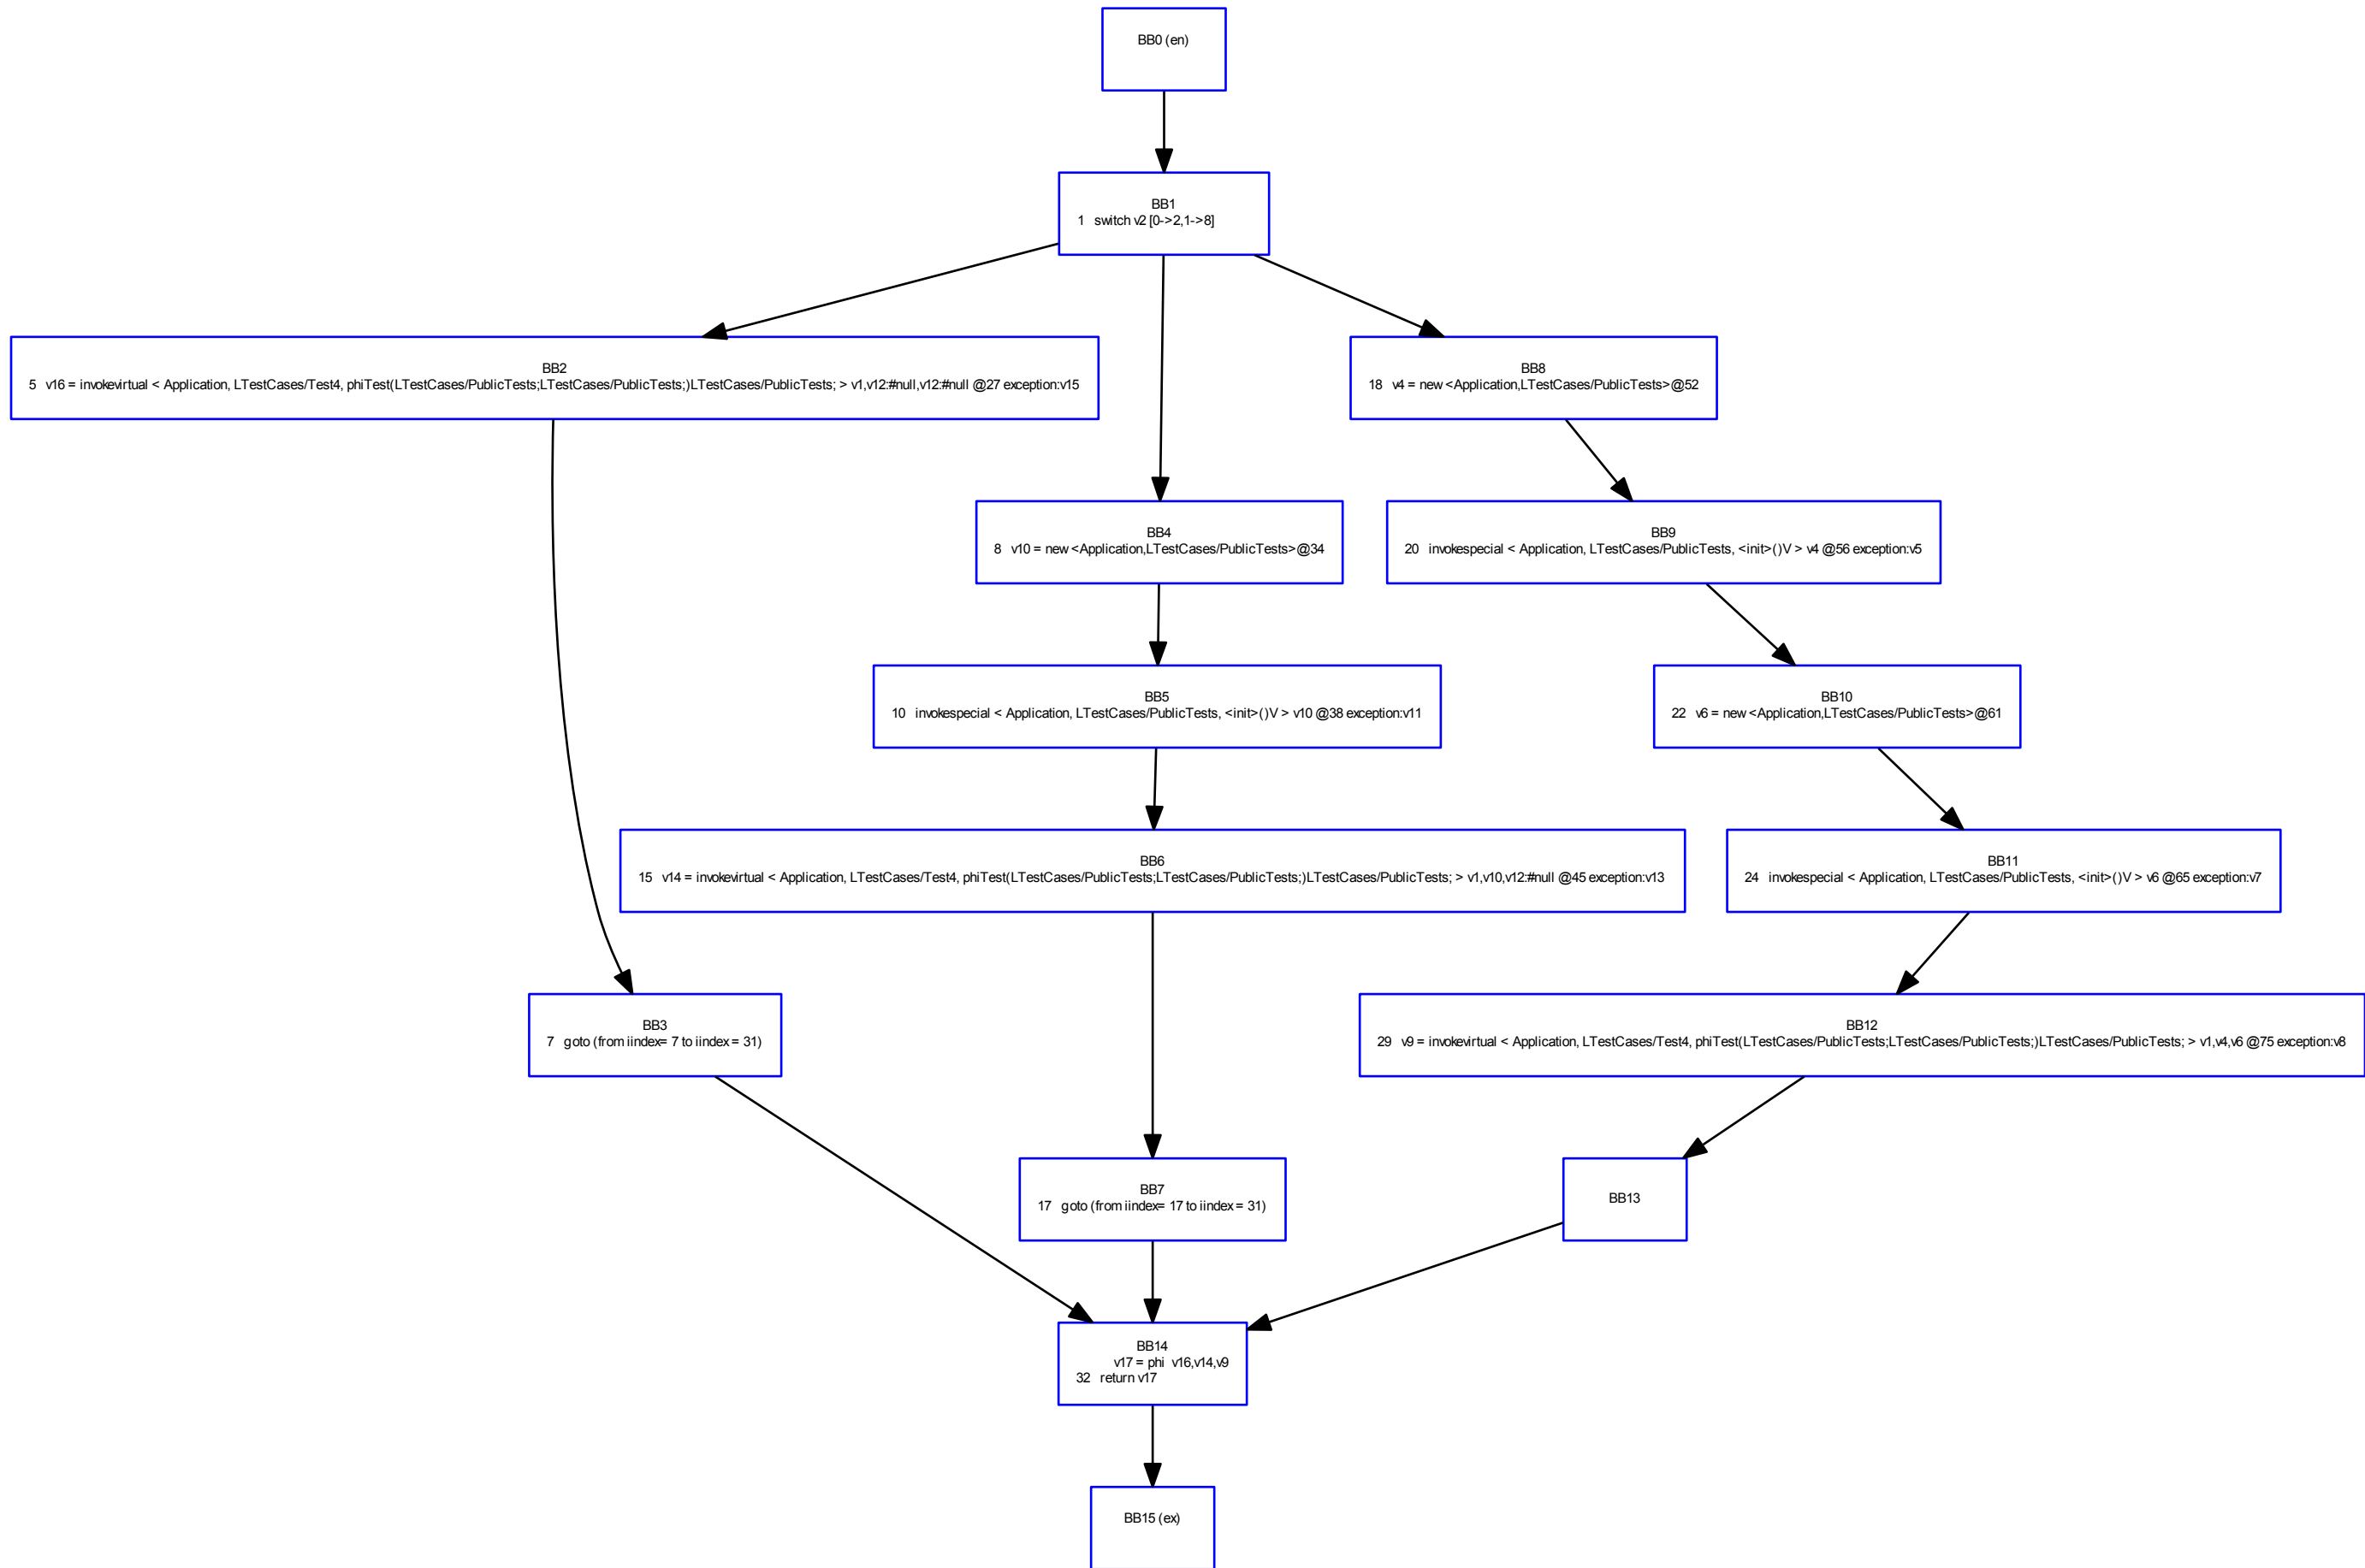 BB0 (en)
BB1
1 switch v2 [0->2,1->8]
BB2
5 v16 = invokevirtual < Application, LTestCases/Test4, phiTest(LTestCases/PublicTests;LTestCases/PublicTests;)LTestCases/PublicTests; > v1,v12:#null,v12:#null @27 exception:v15
BB8
18 v4 = new <Application,LTestCases/PublicTests>@52
BB4
8 v10 = new <Application,LTestCases/PublicTests>@34
BB9
20 invokespecial < Application, LTestCases/PublicTests, <init>()V > v4 @56 exception:v5
BB5
10 invokespecial < Application, LTestCases/PublicTests, <init>()V > v10 @38 exception:v11
BB10
22 v6 = new <Application,LTestCases/PublicTests>@61
BB6
15 v14 = invokevirtual < Application, LTestCases/Test4, phiTest(LTestCases/PublicTests;LTestCases/PublicTests;)LTestCases/PublicTests; > v1,v10,v12:#null @45 exception:v13
BB11
24 invokespecial < Application, LTestCases/PublicTests, <init>()V > v6 @65 exception:v7
BB3
7 goto (from iindex= 7 to iindex = 31)
BB12
29 v9 = invokevirtual < Application, LTestCases/Test4, phiTest(LTestCases/PublicTests;LTestCases/PublicTests;)LTestCases/PublicTests; > v1,v4,v6 @75 exception:v8
BB7
17 goto (from iindex= 17 to iindex = 31)
BB13
BB14
v17 = phi v16,v14,v9
32 return v17
BB15 (ex)